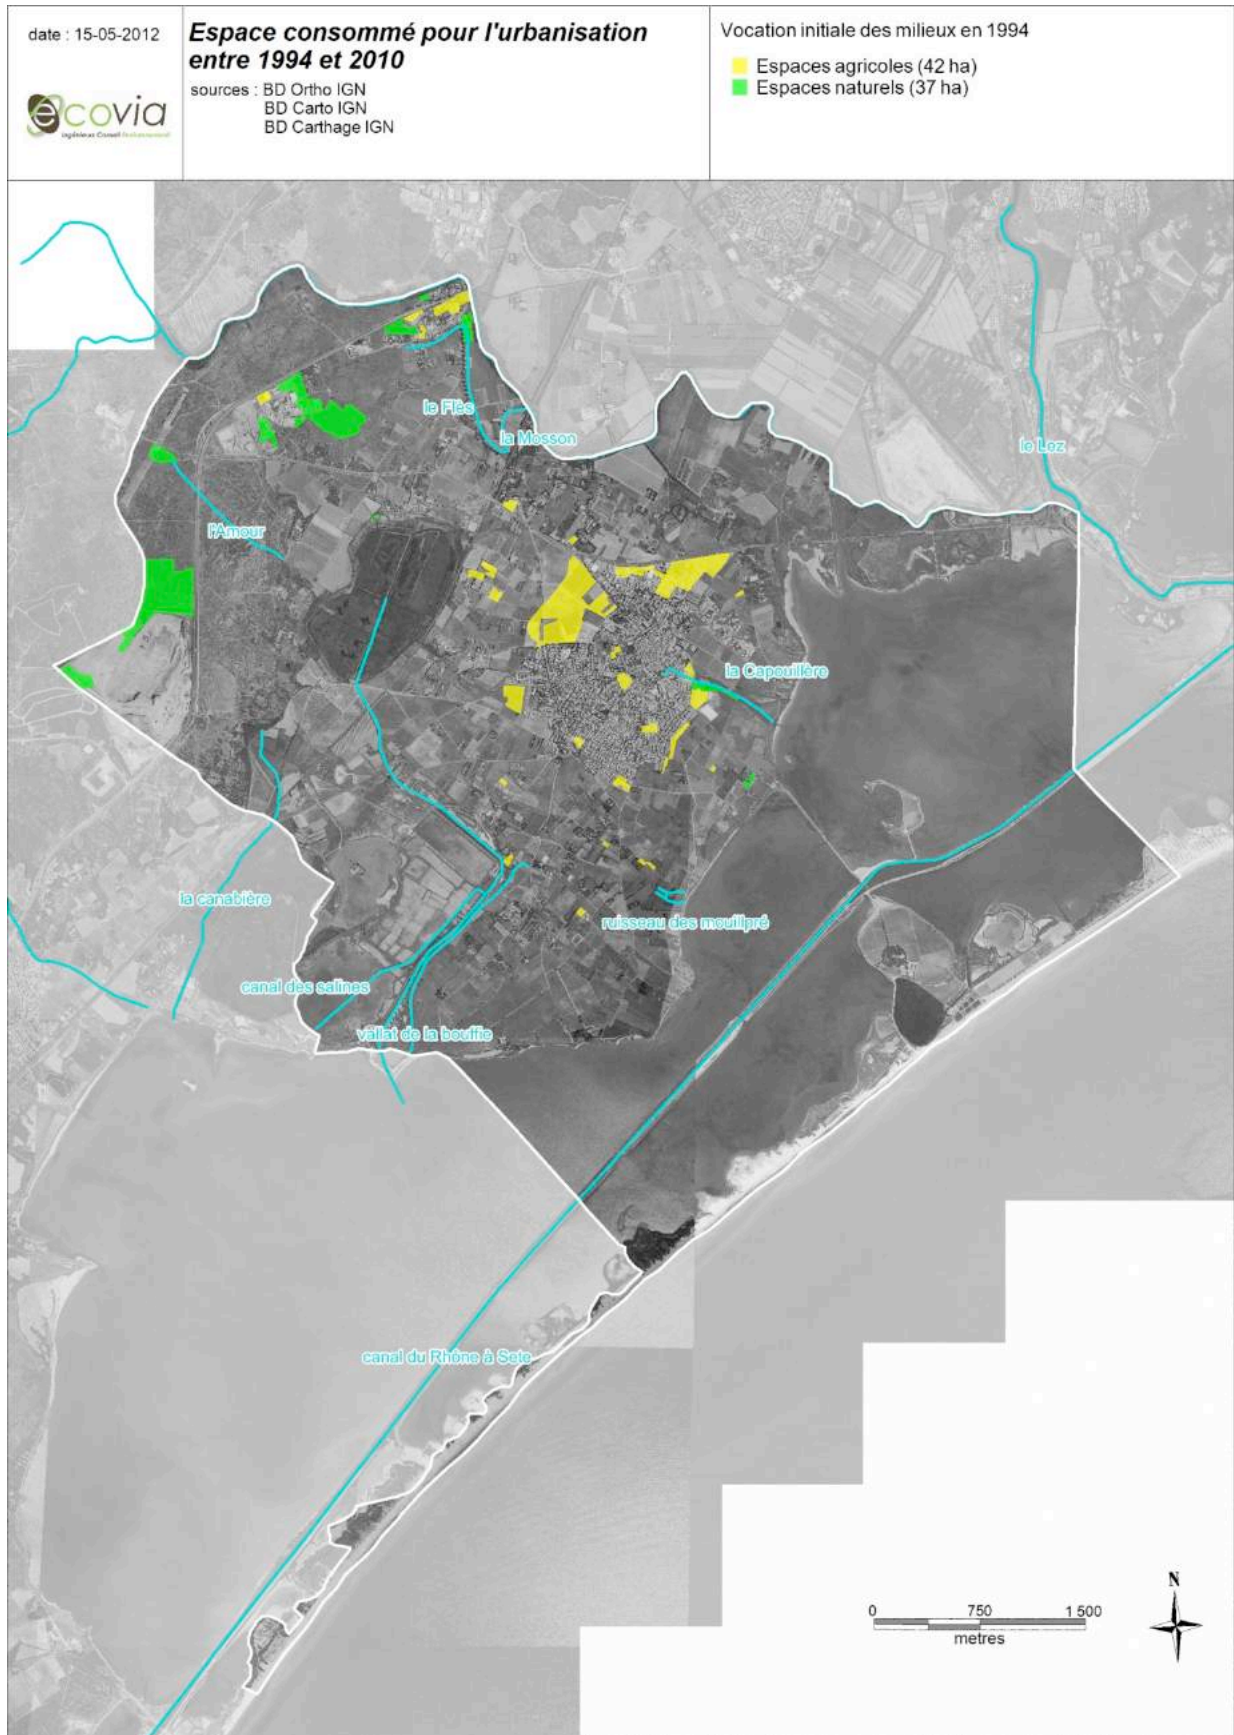 date : 15-05-2012
ecovia
Ingénierie Conseil Environnement
Espace consommé pour l'urbanisation
entre 1994 et 2010
sources : BD Ortho IGN
BD Carto IGN
BD Carthage IGN
Vocation initiale des milieux en 1994
Espaces agricoles (42 ha)
Espaces naturels (37 ha)
le Flès
la Mosson
le Lez
l'Amour
la Capouillère
la canabière
ruisseau des mouillpré
canal des salines
vallat de la bouffie
canal du Rhône à Sete
N
0 750 1 500
metres